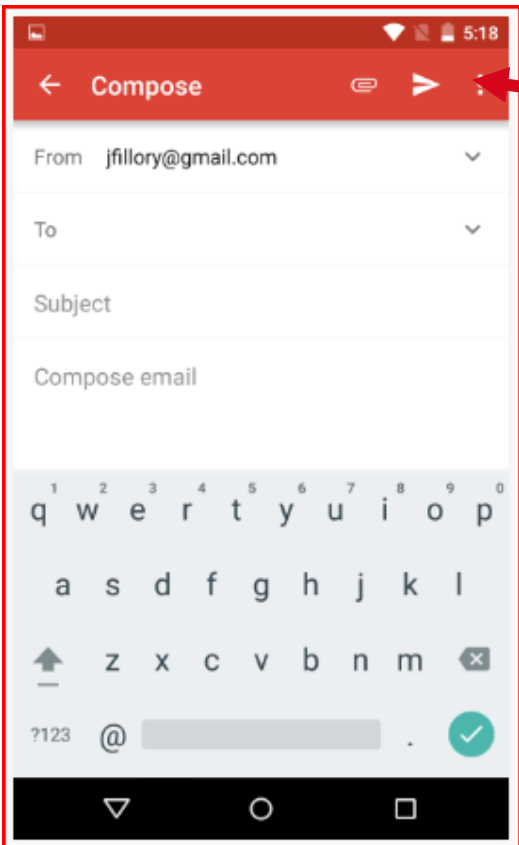 5:18
Compose
From jfillory@gmail.com
To
Subject
Compose email
1 2 3 4 5 6 7 8 9 0
q w e r t y u i o p
a s d f g h j k l
z x c v b n m
?123 @ .